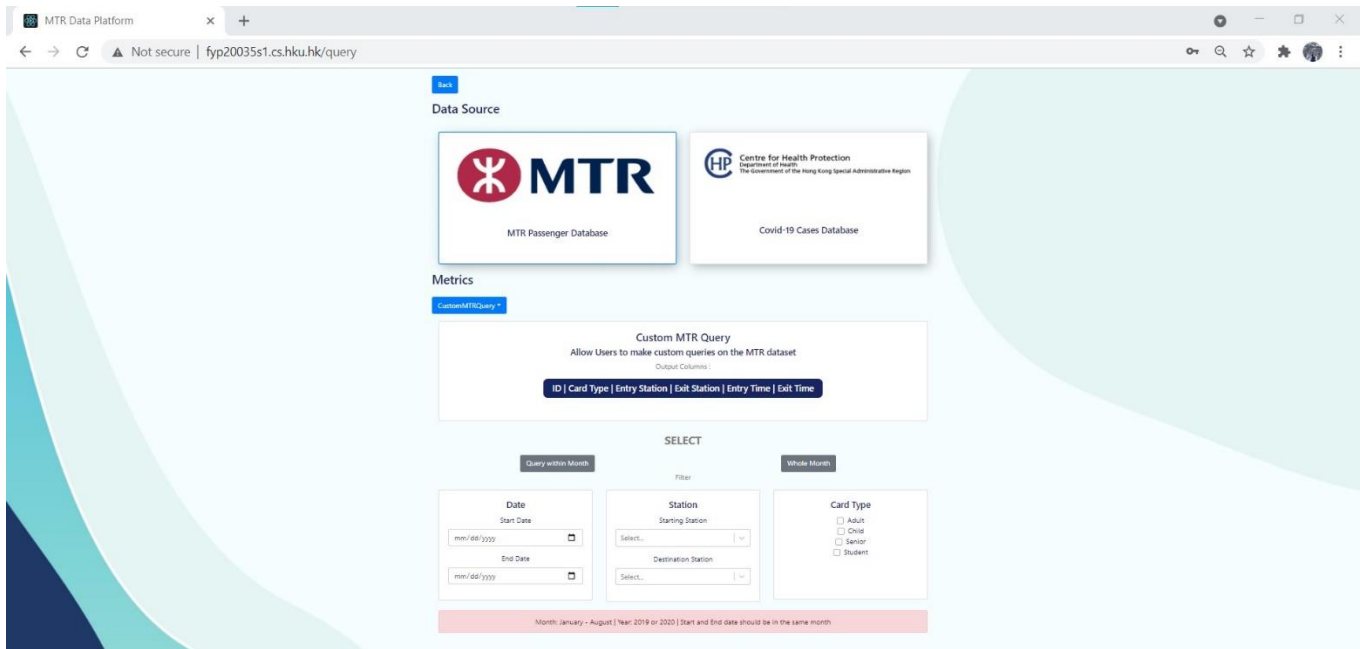 MTR Data Platform
Not secure | fyp20035s1.cs.hku.hk/query
Back
Data Source
MTR
MTR Passenger Database
CHP
Centre for Health Protection
Department of Health
The Government of the Hong Kong Special Administrative Region
Covid-19 Cases Database
Metrics
CustomMTRQuery
Custom MTR Query
Allow Users to make custom queries on the MTR dataset
Output Columns :
ID | Card Type | Entry Station | Exit Station | Entry Time | Exit Time
SELECT
Query within Month
Whole Month
Filter
Date
Start Date
mm/dd/yyyy
End Date
mm/dd/yyyy
Station
Starting Station
Select...
Destination Station
Select...
Card Type
Adult
Child
Senior
Student
Month: January - August | Year: 2019 or 2020 | Start and End date should be in the same month